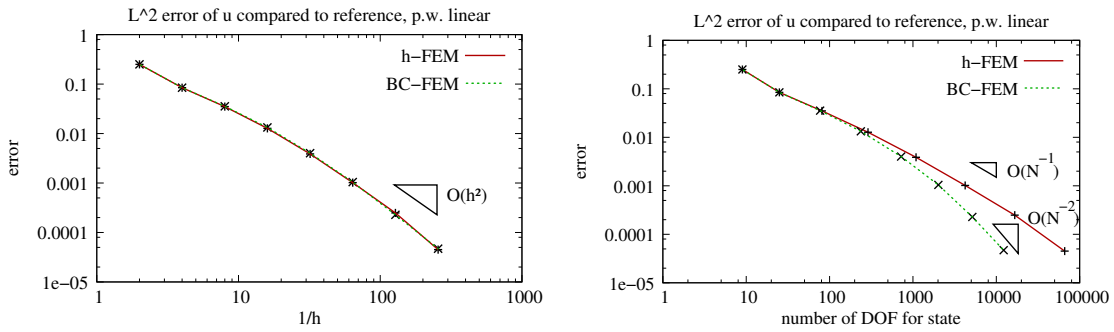 L^2 error of u compared to reference, p.w. linear
1
0.1
0.01
0.001
0.0001
1e−05
error
h−FEM
BC−FEM
O(h²)
1 10 100 1000
1/h
L^2 error of u compared to reference, p.w. linear
1
0.1
0.01
0.001
0.0001
1e−05
error
h−FEM
BC−FEM
O(N⁻¹)
O(N⁻²)
1 10 100 1000 10000 100000
number of DOF for state